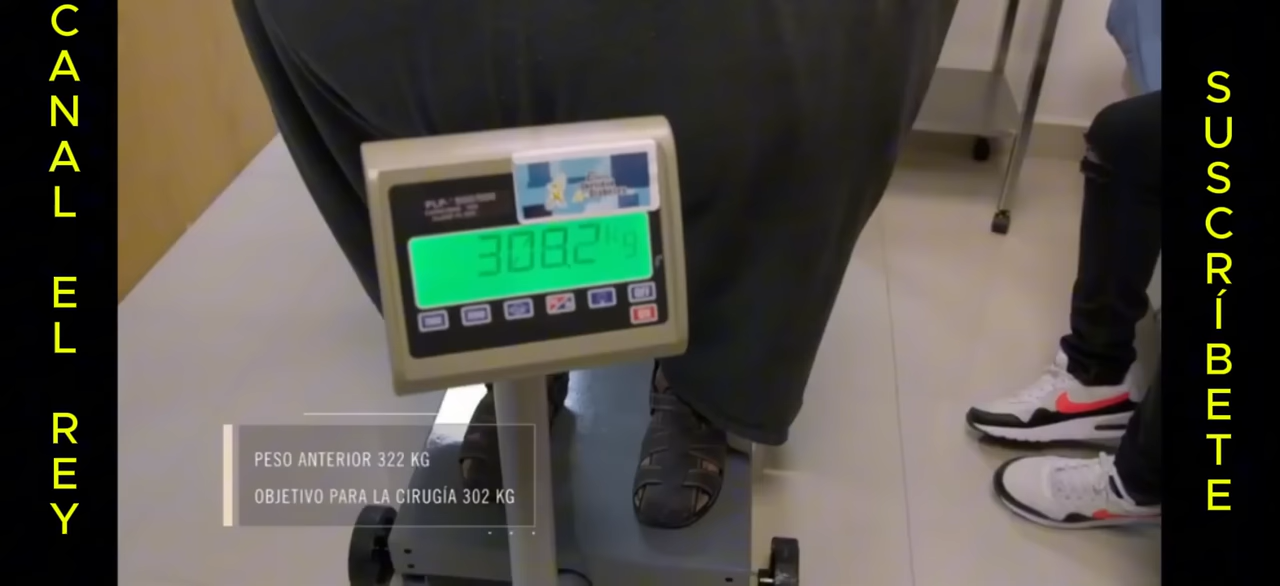 CANAL EL REY
308.2kg
PESO ANTERIOR 322 KG
OBJETIVO PARA LA CIRUGÍA 302 KG
SUSCRÍBETE